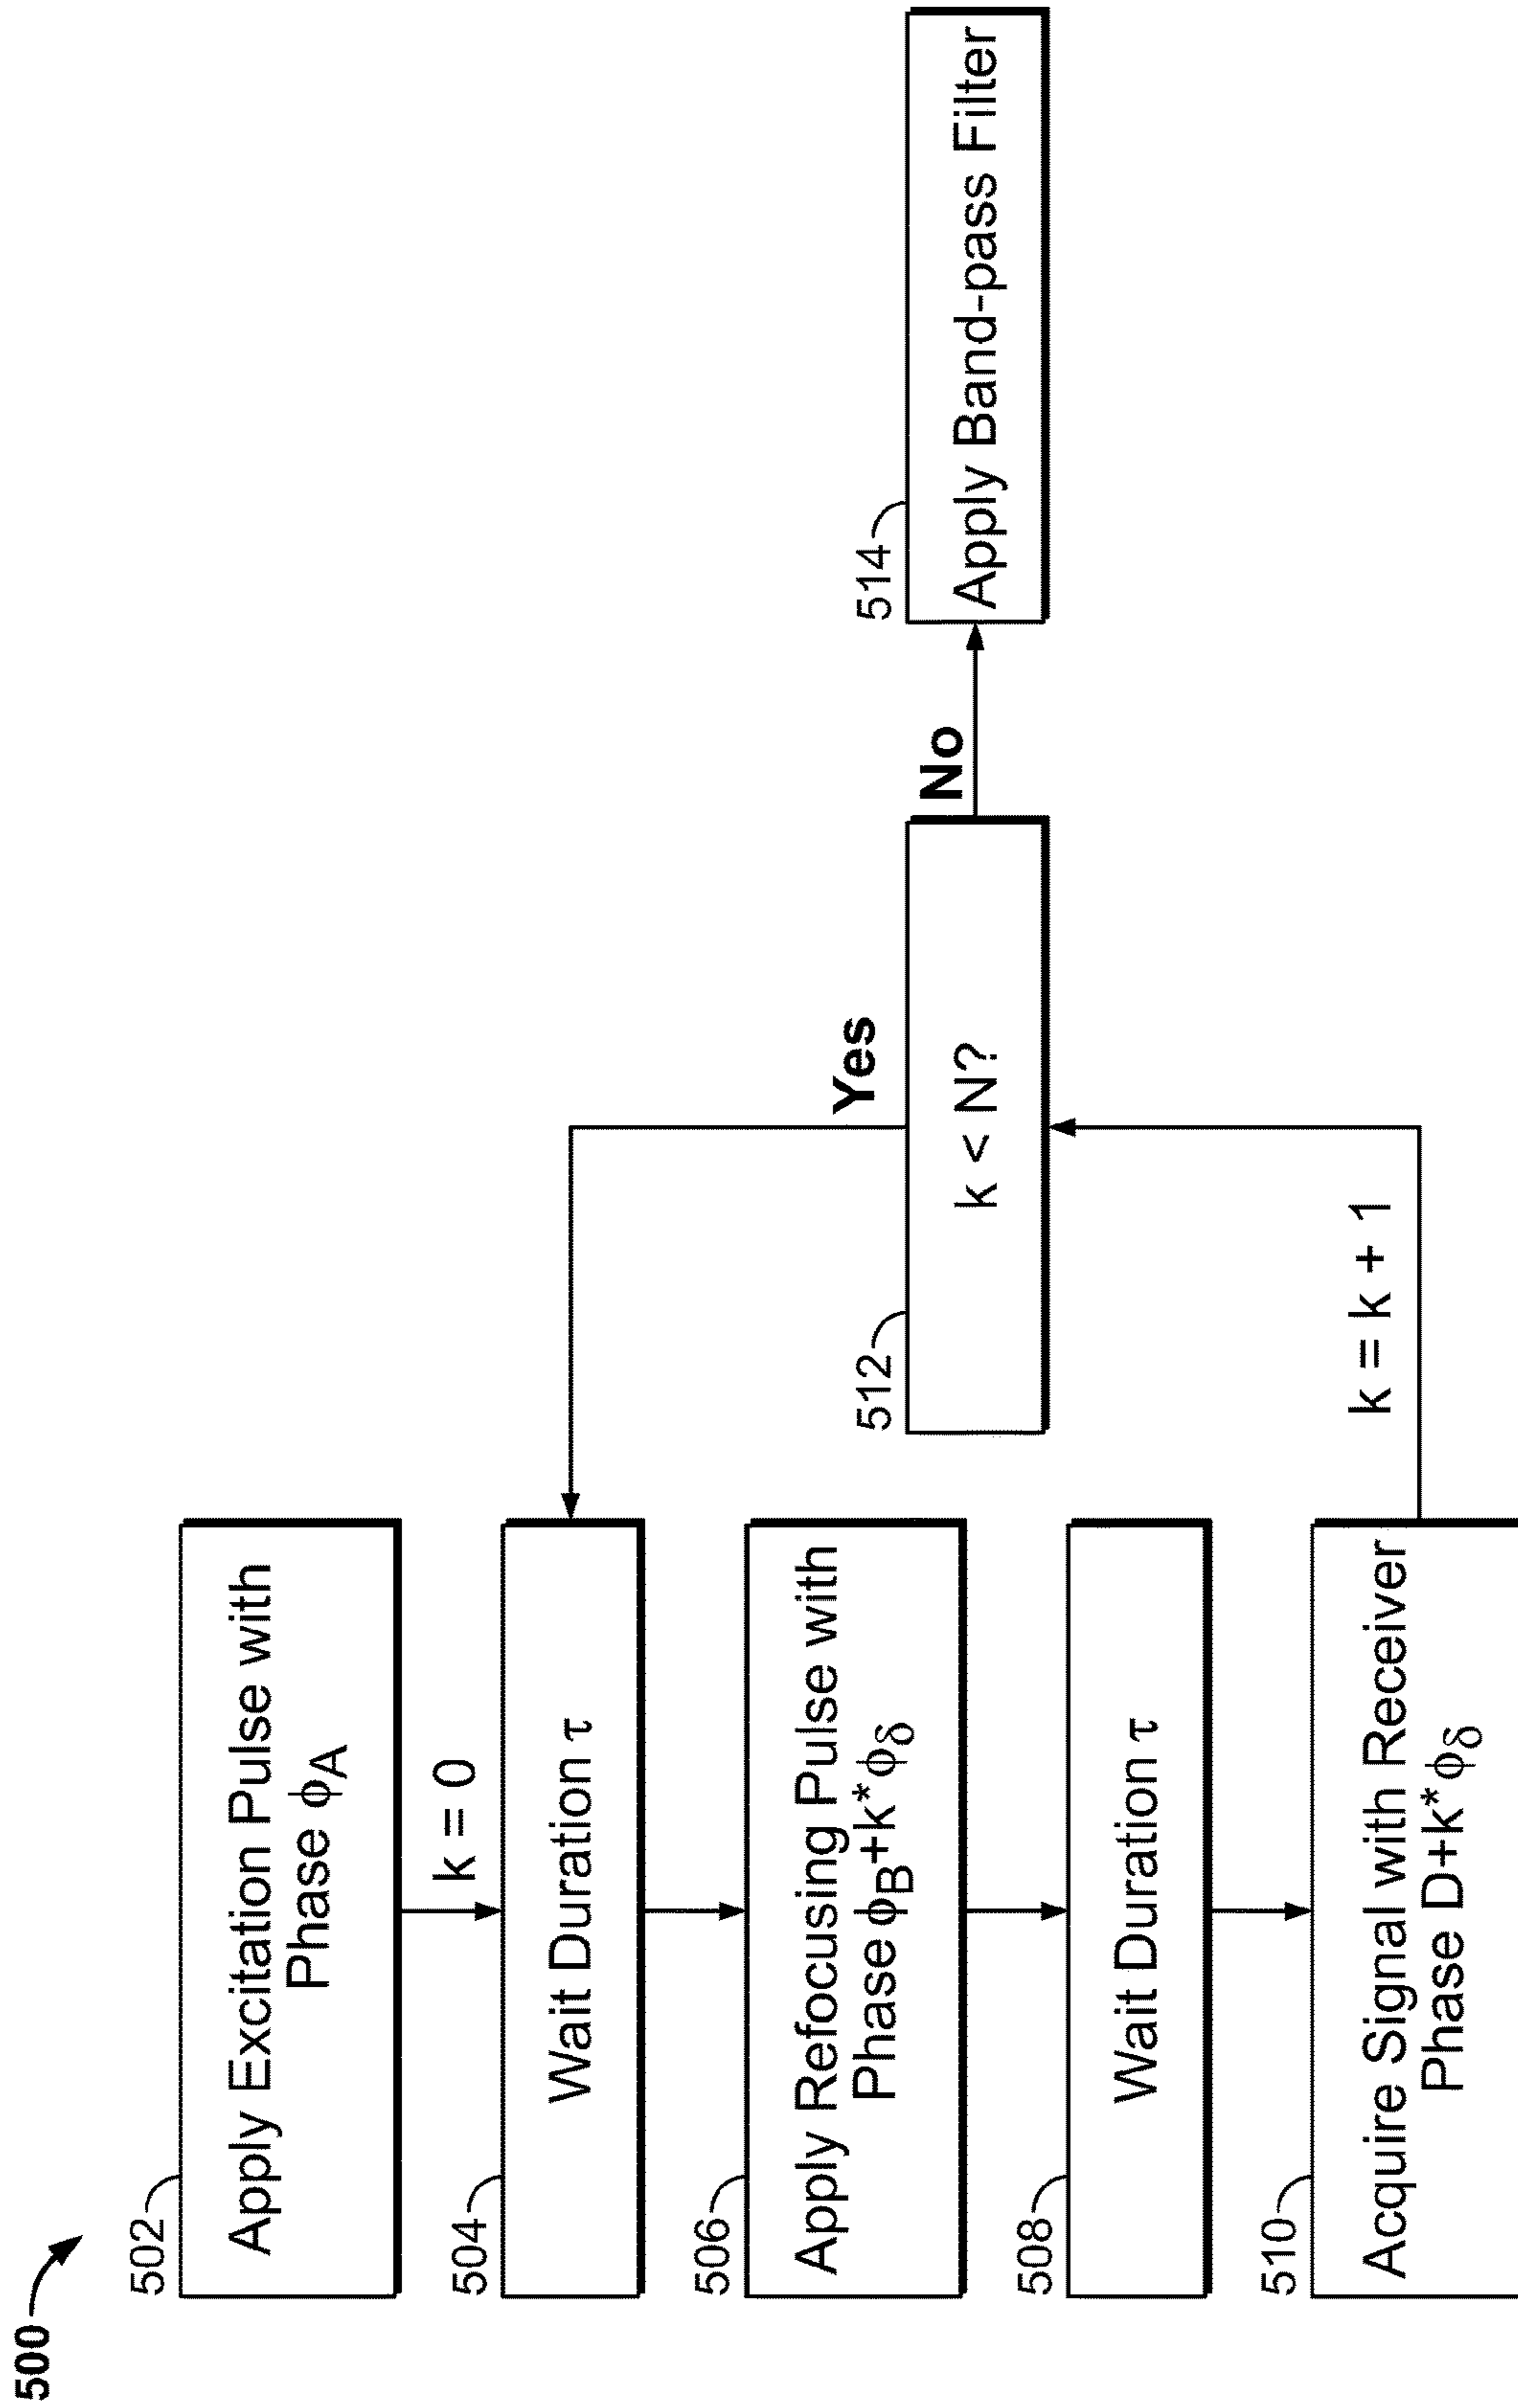 500
502
Apply Excitation Pulse with
Phase ϕA
k = 0
504
Wait Duration τ
506
Apply Refocusing Pulse with
Phase ϕB+k*ϕδ
508
Wait Duration τ
510
Acquire Signal with Receiver
Phase D+k*ϕδ
k = k + 1
512
k < N?
Yes
No
514
Apply Band-pass Filter